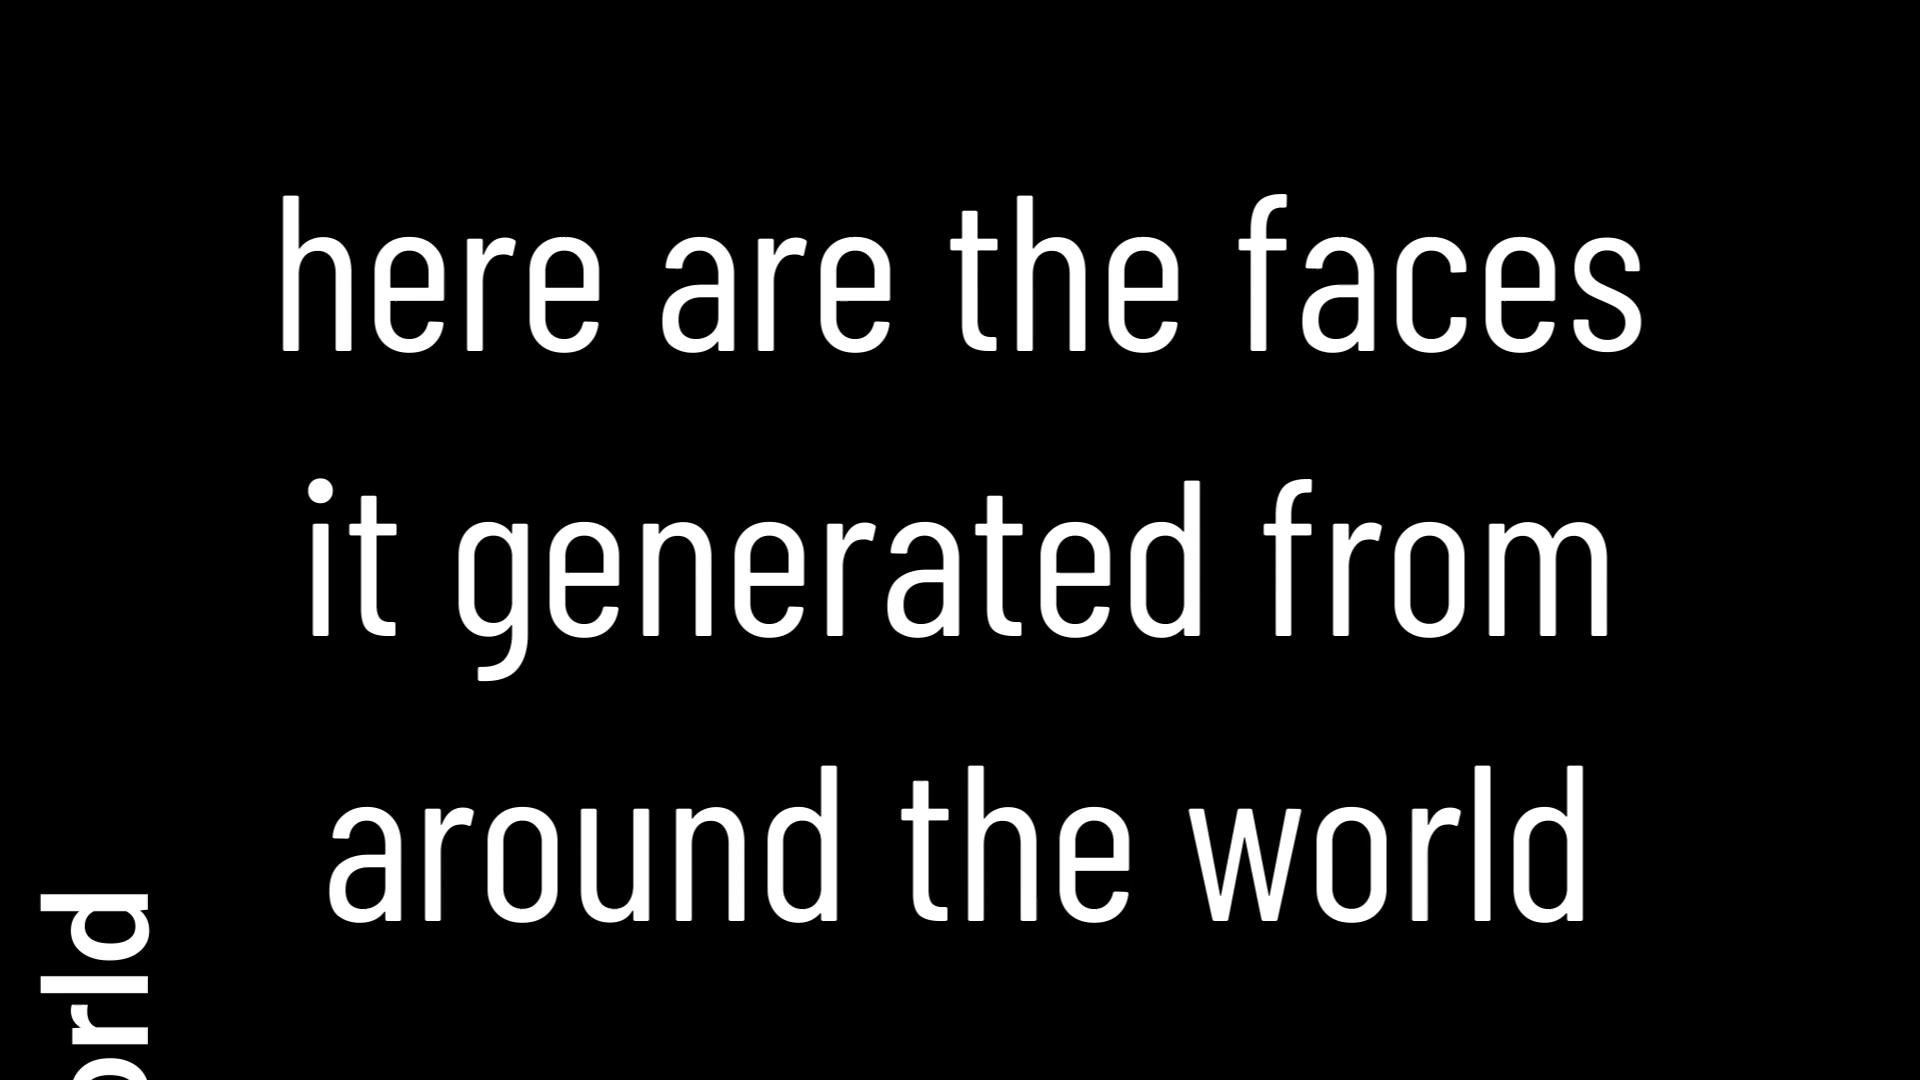 here are the faces
it generated from
around the world
orld